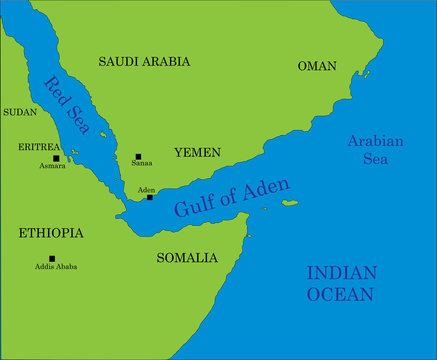 SAUDI ARABIA
OMAN
Red Sea
SUDAN
ERITREA
Asmara
Sanaa
YEMEN
Arabian
Sea
Aden
Gulf of Aden
ETHIOPIA
Addis Ababa
SOMALIA
INDIAN
OCEAN